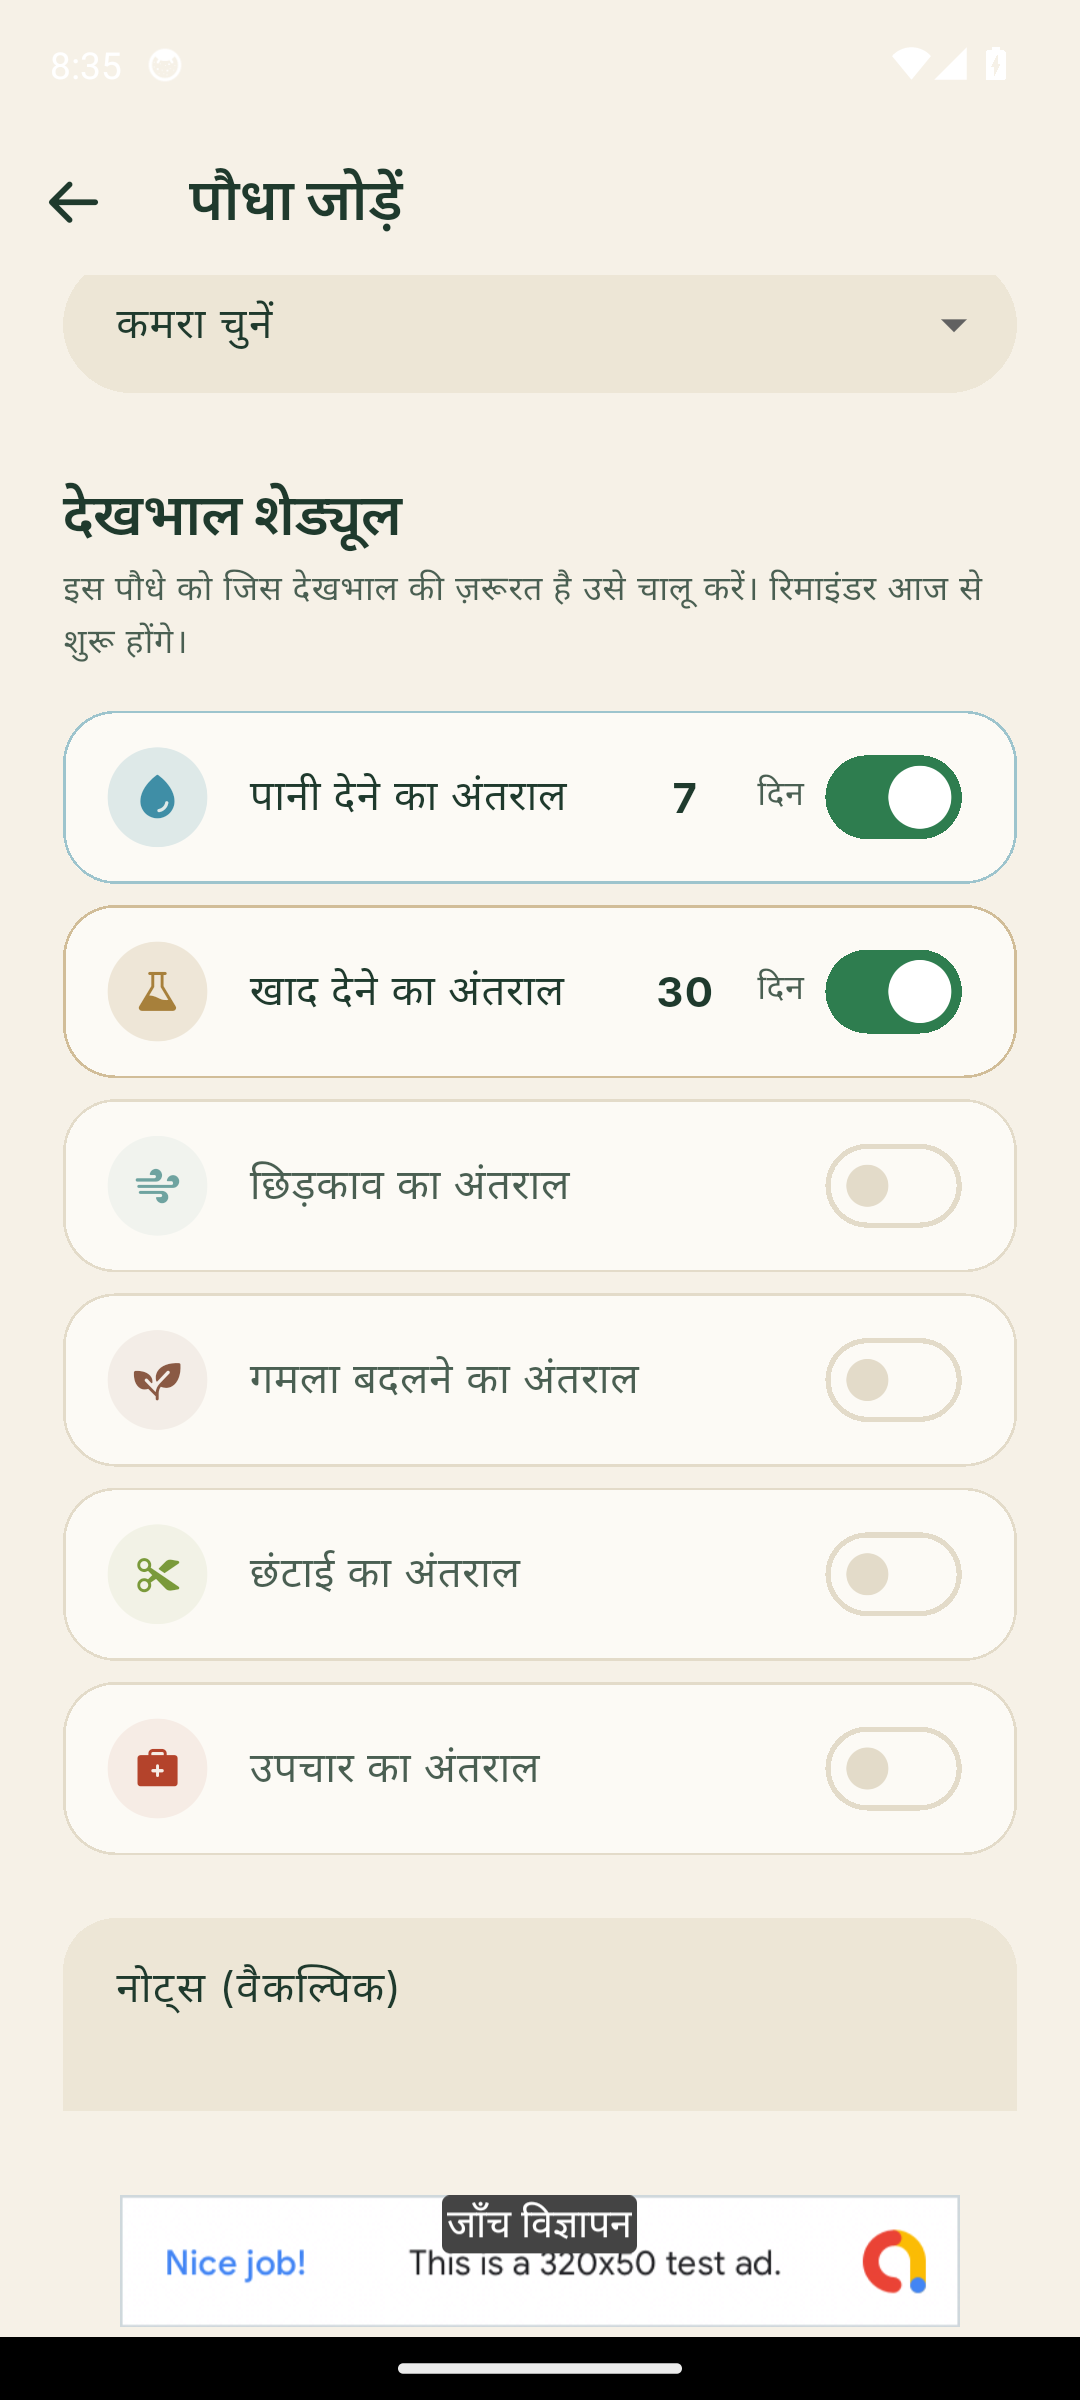 8:35
पौधा जोड़ें
कमरा चुनें
देखभाल शेड्यूल
इस पौधे को जिस देखभाल की ज़रूरत है उसे चालू करें। रिमाइंडर आज से
शुरू होंगे।
पानी देने का अंतराल 7 दिन
खाद देने का अंतराल 30 दिन
छिड़काव का अंतराल
गमला बदलने का अंतराल
छंटाई का अंतराल
उपचार का अंतराल
नोट्स (वैकल्पिक)
जाँच विज्ञापन
Nice job! This is a 320x50 test ad.